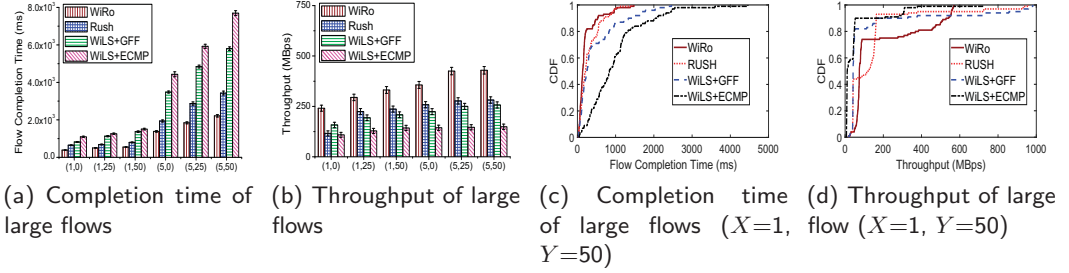 8.0x10³
6.0x10³
4.0x10³
2.0x10³
0.0
Flow Completion Time (ms)
WiRo
Rush
WiLS+GFF
WiLS+ECMP
(1,0) (1,25) (1,50) (5,0) (5,25) (5,50)
(a) Completion time of
large flows
750
500
250
0
Throughput (MBps)
WiRo
Rush
WiLS+GFF
WiLS+ECMP
(1,0) (1,25) (1,50) (5,0) (5,25) (5,50)
(b) Throughput of large
flows
1
0.8
0.6
0.4
0.2
0
CDF
WiRo
RUSH
WiLS+GFF
WiLS+ECMP
0 1000 2000 3000 4000 5000
Flow Completion Time (ms)
(c) Completion time
of large flows (X=1,
Y=50)
1
0.8
0.6
0.4
0.2
0
CDF
WiRo
RUSH
WiLS+GFF
WiLS+ECMP
0 200 400 600 800 1000
Throughput (MBps)
(d) Throughput of large
flow (X=1, Y=50)